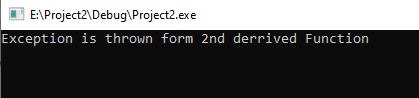 E:\Project2\Debug\Project2.exe
Exception is thrown form 2nd derrived Function